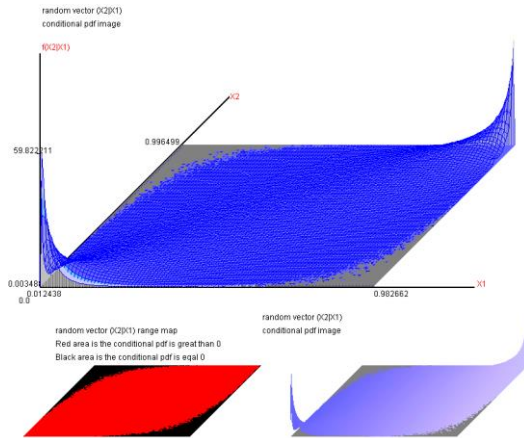 random vector (X2|X1)
conditional pdf image
f(X2|X1)
X2
0.996499
59.822211
0.00348
0.012438
0.982662
X1
0.0
random vector (X2|X1) range map
Red area is the conditional pdf is great than 0
Black area is the conditional pdf is eqal 0
random vector (X2|X1)
conditional pdf image